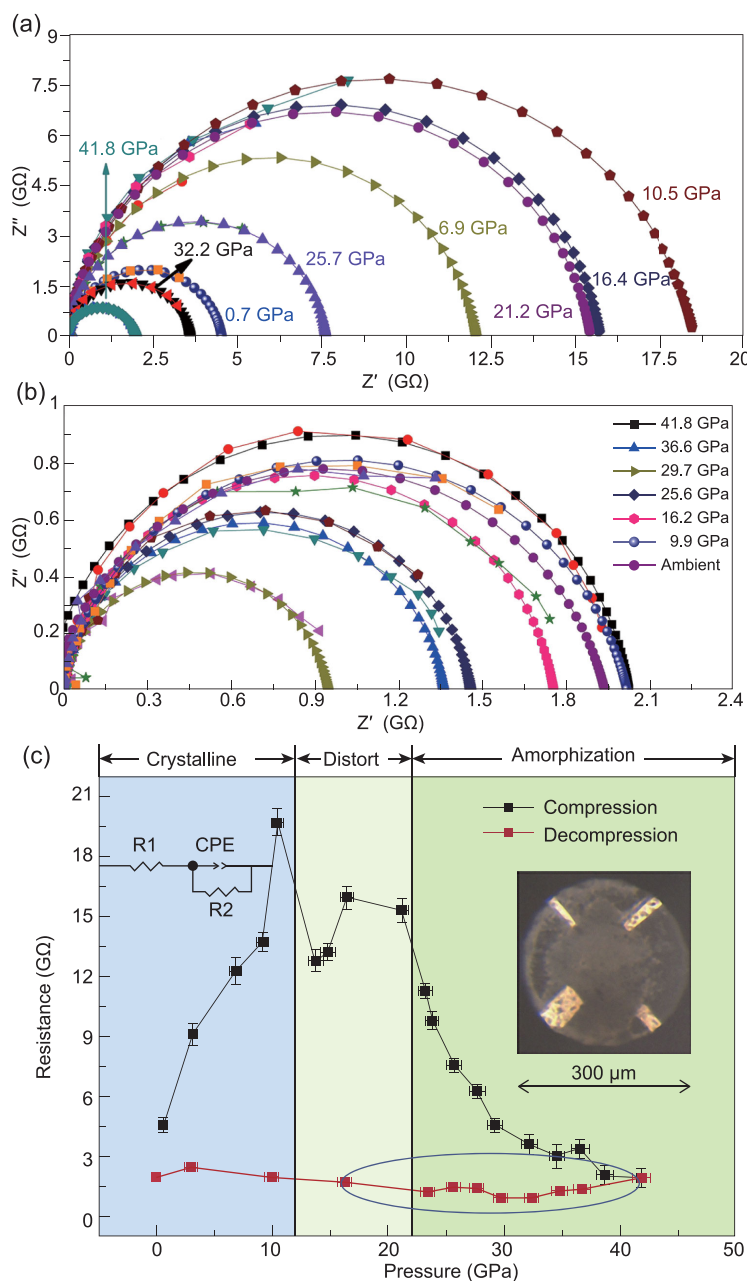 (a)
9
7.5
6
4.5
3
1.5
0
Z″ (GΩ)
41.8 GPa
32.2 GPa
0.7 GPa
25.7 GPa
6.9 GPa
21.2 GPa
16.4 GPa
10.5 GPa
0 2.5 5 7.5 10 12.5 15 17.5 20
Z′ (GΩ)
(b)
1
0.8
0.6
0.4
0.2
0
Z″ (GΩ)
41.8 GPa
36.6 GPa
29.7 GPa
25.6 GPa
16.2 GPa
9.9 GPa
Ambient
0 0.3 0.6 0.9 1.2 1.5 1.8 2.1 2.4
Z′ (GΩ)
(c)
Crystalline Distort Amorphization
21
18
15
12
9
6
3
0
Resistance (GΩ)
R1 CPE
R2
Compression
Decompression
300 μm
0 10 20 30 40 50
Pressure (GPa)